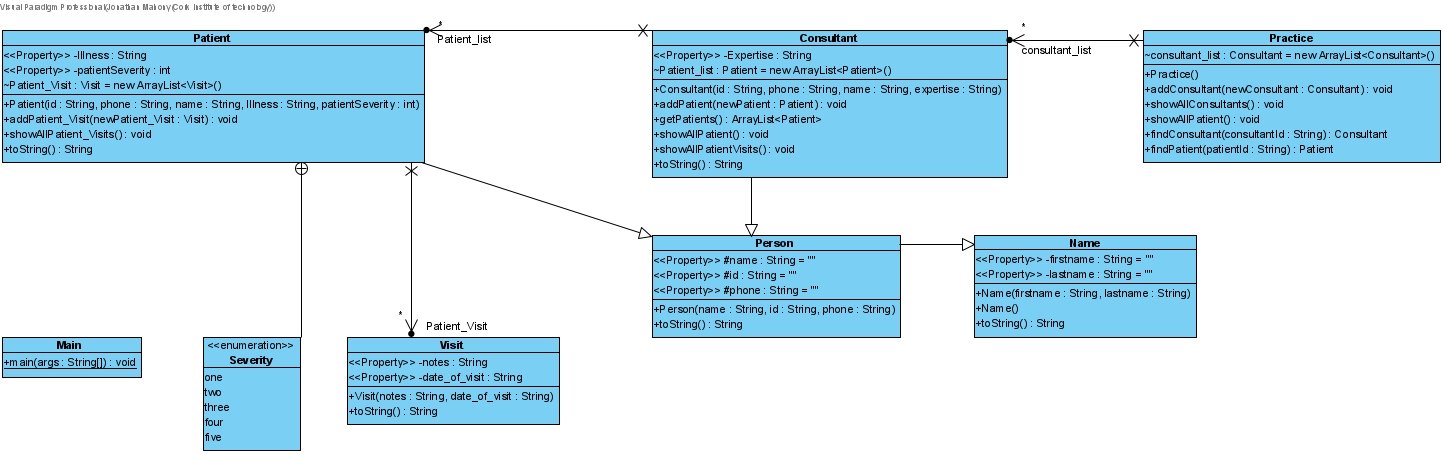 Visual Paradigm Professional(Jonathan Mahony(Cork Institute of technology))
Patient
<<Property>> -Illness : String
<<Property>> -patientSeverity : int
~Patient_Visit : Visit = new ArrayList<Visit>()
+Patient(id : String, phone : String, name : String, Illness : String, patientSeverity : int)
+addPatient_Visit(newPatient_Visit : Visit) : void
+showAllPatient_Visits() : void
+toString() : String
*
Patient_list
Consultant
<<Property>> -Expertise : String
~Patient_list : Patient = new ArrayList<Patient>()
+Consultant(id : String, phone : String, name : String, expertise : String)
+addPatient(newPatient : Patient) : void
+getPatients() : ArrayList<Patient>
+showAllPatient() : void
+showAllPatientVisits() : void
+toString() : String
*
consultant_list
Practice
~consultant_list : Consultant = new ArrayList<Consultant>()
+Practice()
+addConsultant(newConsultant : Consultant) : void
+showAllConsultants() : void
+showAllPatient() : void
+findConsultant(consultantId : String) : Consultant
+findPatient(patientId : String) : Patient
Person
<<Property>> #name : String = ""
<<Property>> #id : String = ""
<<Property>> #phone : String = ""
+Person(name : String, id : String, phone : String)
+toString() : String
Name
<<Property>> -firstname : String = ""
<<Property>> -lastname : String = ""
+Name(firstname : String, lastname : String)
+Name()
+toString() : String
*
Patient_Visit
Main
+main(args : String[]) : void
<<enumeration>>
Severity
one
two
three
four
five
Visit
<<Property>> -notes : String
<<Property>> -date_of_visit : String
+Visit(notes : String, date_of_visit : String)
+toString() : String